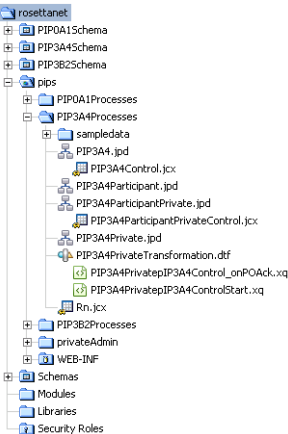 rosettanet
PIP0A1Schema
PIP3A4Schema
PIP3B2Schema
pips
PIP0A1Processes
PIP3A4Processes
sampledata
PIP3A4.jpd
PIP3A4Control.jcx
PIP3A4Participant.jpd
PIP3A4ParticipantPrivate.jpd
PIP3A4ParticipantPrivateControl.jcx
PIP3A4Private.jpd
PIP3A4PrivateTransformation.dtf
PIP3A4PrivatepIP3A4Control_onPOAck.xq
PIP3A4PrivatepIP3A4ControlStart.xq
Rn.jcx
PIP3B2Processes
privateAdmin
WEB-INF
Schemas
Modules
Libraries
Security Roles